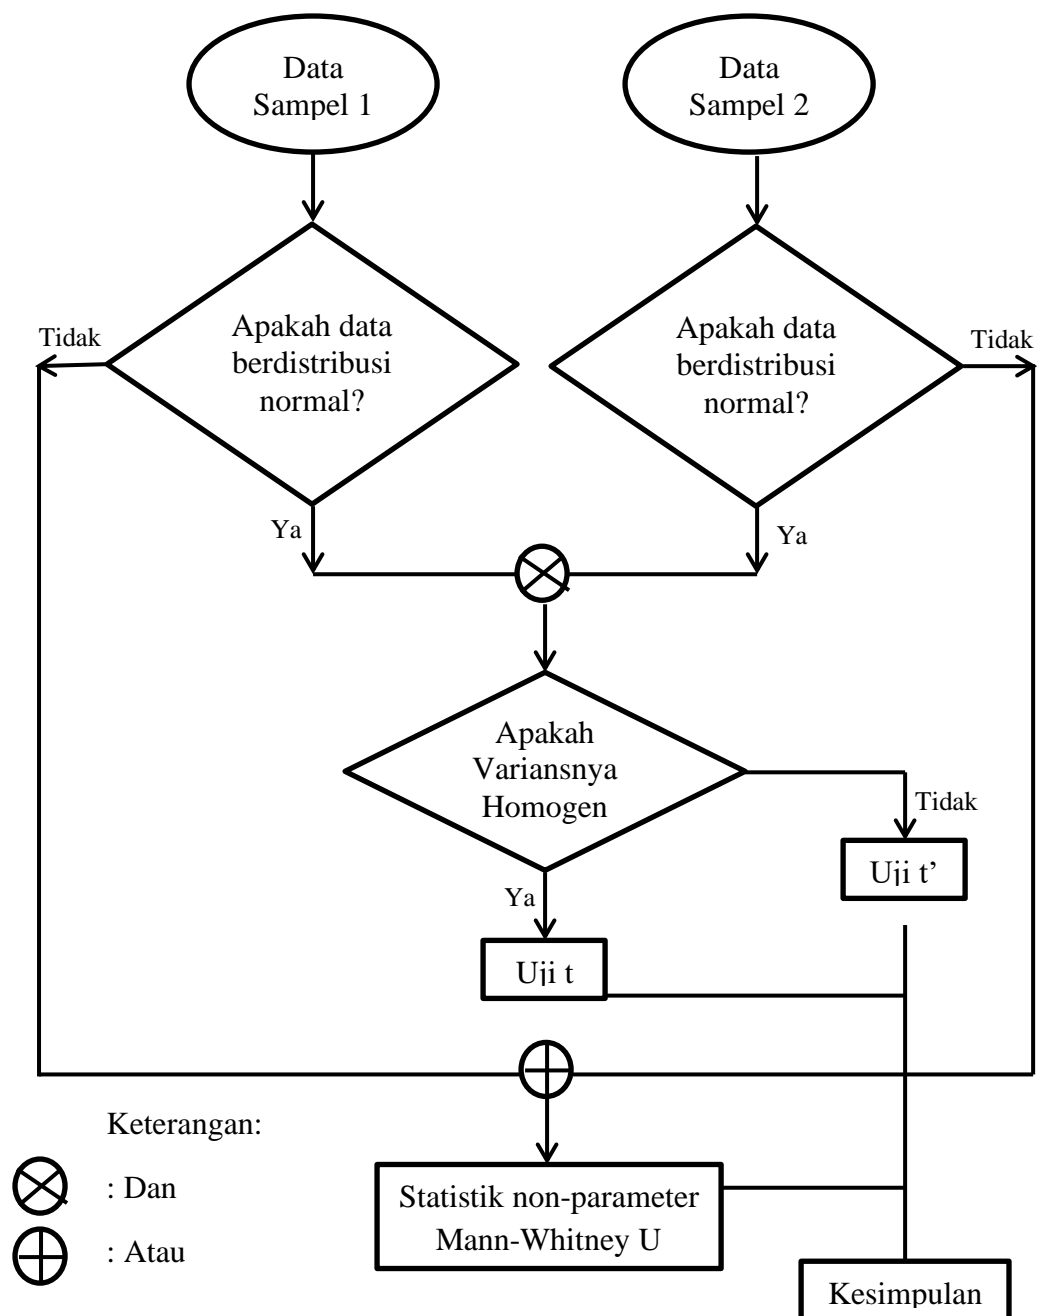 Data
Sampel 1
Data
Sampel 2
Apakah data
berdistribusi
normal?
Tidak
Apakah data
berdistribusi
normal?
Tidak
Ya
Ya
Apakah
Variansnya
Homogen
Tidak
Uji t’
Ya
Uji t
Keterangan:
: Dan
: Atau
Statistik non-parameter
Mann-Whitney U
Kesimpulan